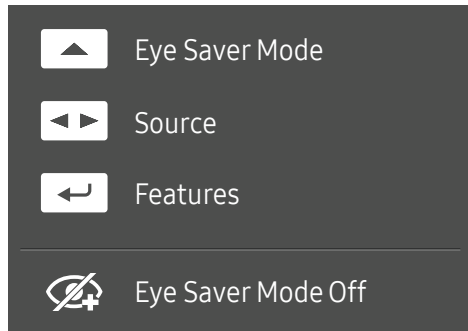 Eye Saver Mode
Source
Features
Eye Saver Mode Off